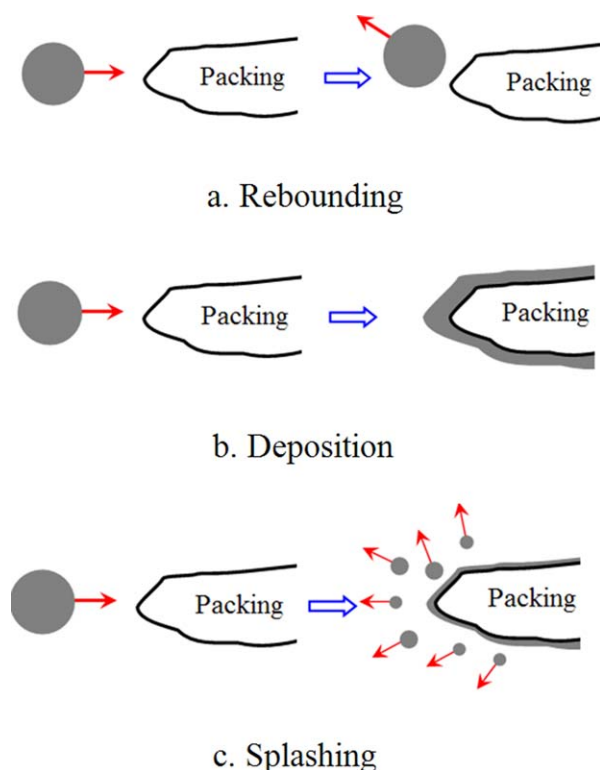 Packing Packing
a. Rebounding
Packing Packing
b. Deposition
Packing Packing
c. Splashing